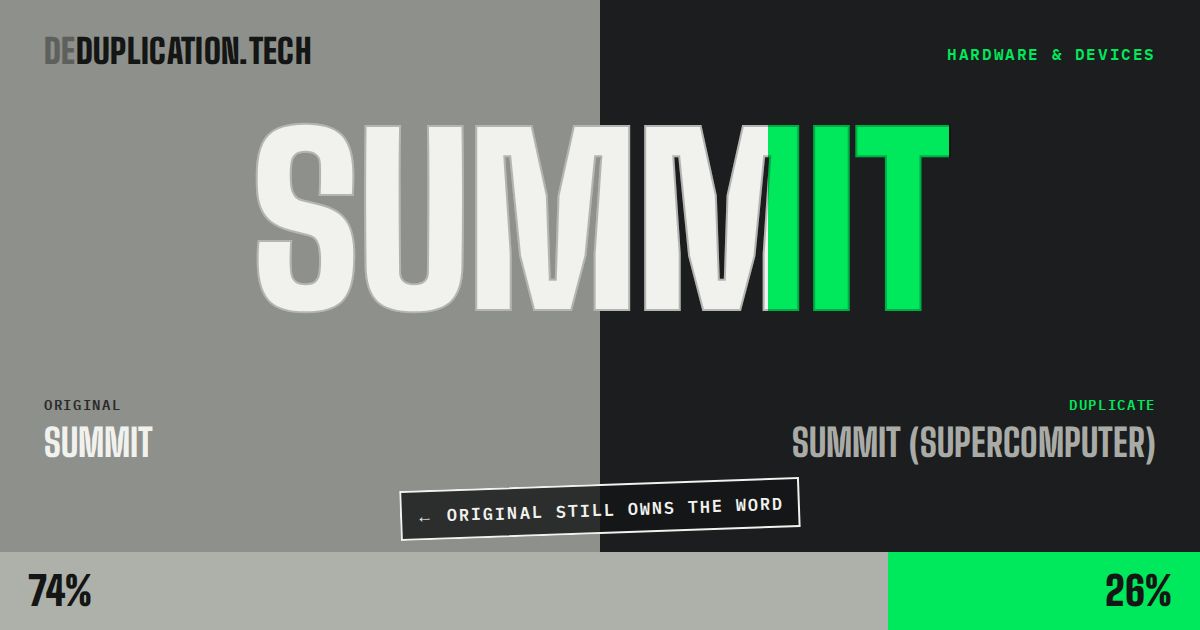 DEDUPLICATION.TECH
HARDWARE & DEVICES
SUMMIT
ORIGINAL
SUMMIT
DUPLICATE
SUMMIT (SUPERCOMPUTER)
← ORIGINAL STILL OWNS THE WORD
74%
26%